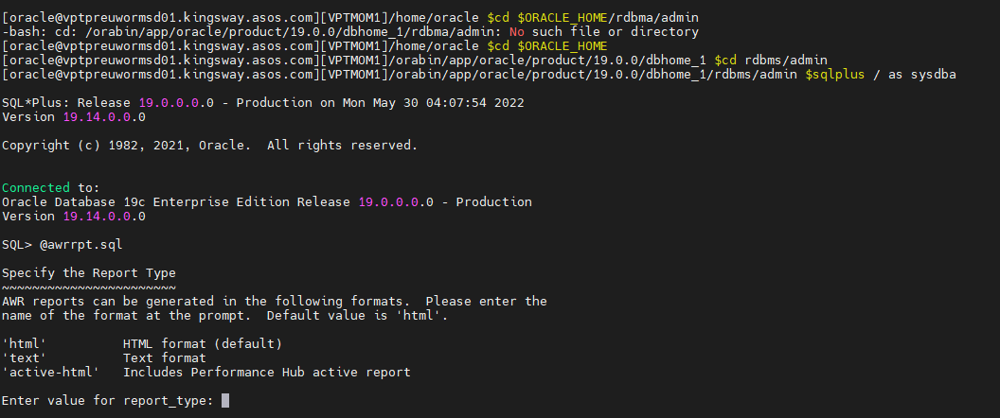 [oracle@vptpreuwormsd01.kingsway.asos.com][VPTMOM1]/home/oracle $cd $ORACLE_HOME/rdbma/admin
-bash: cd: /orabin/app/oracle/product/19.0.0/dbhome_1/rdbma/admin: No such file or directory
[oracle@vptpreuwormsd01.kingsway.asos.com][VPTMOM1]/home/oracle $cd $ORACLE_HOME
[oracle@vptpreuwormsd01.kingsway.asos.com][VPTMOM1]/orabin/app/oracle/product/19.0.0/dbhome_1 $cd rdbms/admin
[oracle@vptpreuwormsd01.kingsway.asos.com][VPTMOM1]/orabin/app/oracle/product/19.0.0/dbhome_1/rdbms/admin $sqlplus / as sysdba
SQL*Plus: Release 19.0.0.0.0 - Production on Mon May 30 04:07:54 2022
Version 19.14.0.0.0
Copyright (c) 1982, 2021, Oracle.  All rights reserved.
Connected to:
Oracle Database 19c Enterprise Edition Release 19.0.0.0.0 - Production
Version 19.14.0.0.0
SQL> @awrrpt.sql
Specify the Report Type
~~~~~~~~~~~~~~~~~~~~~~~
AWR reports can be generated in the following formats.  Please enter the
name of the format at the prompt.  Default value is 'html'.
'html'          HTML format (default)
'text'          Text format
'active-html'   Includes Performance Hub active report
Enter value for report_type: